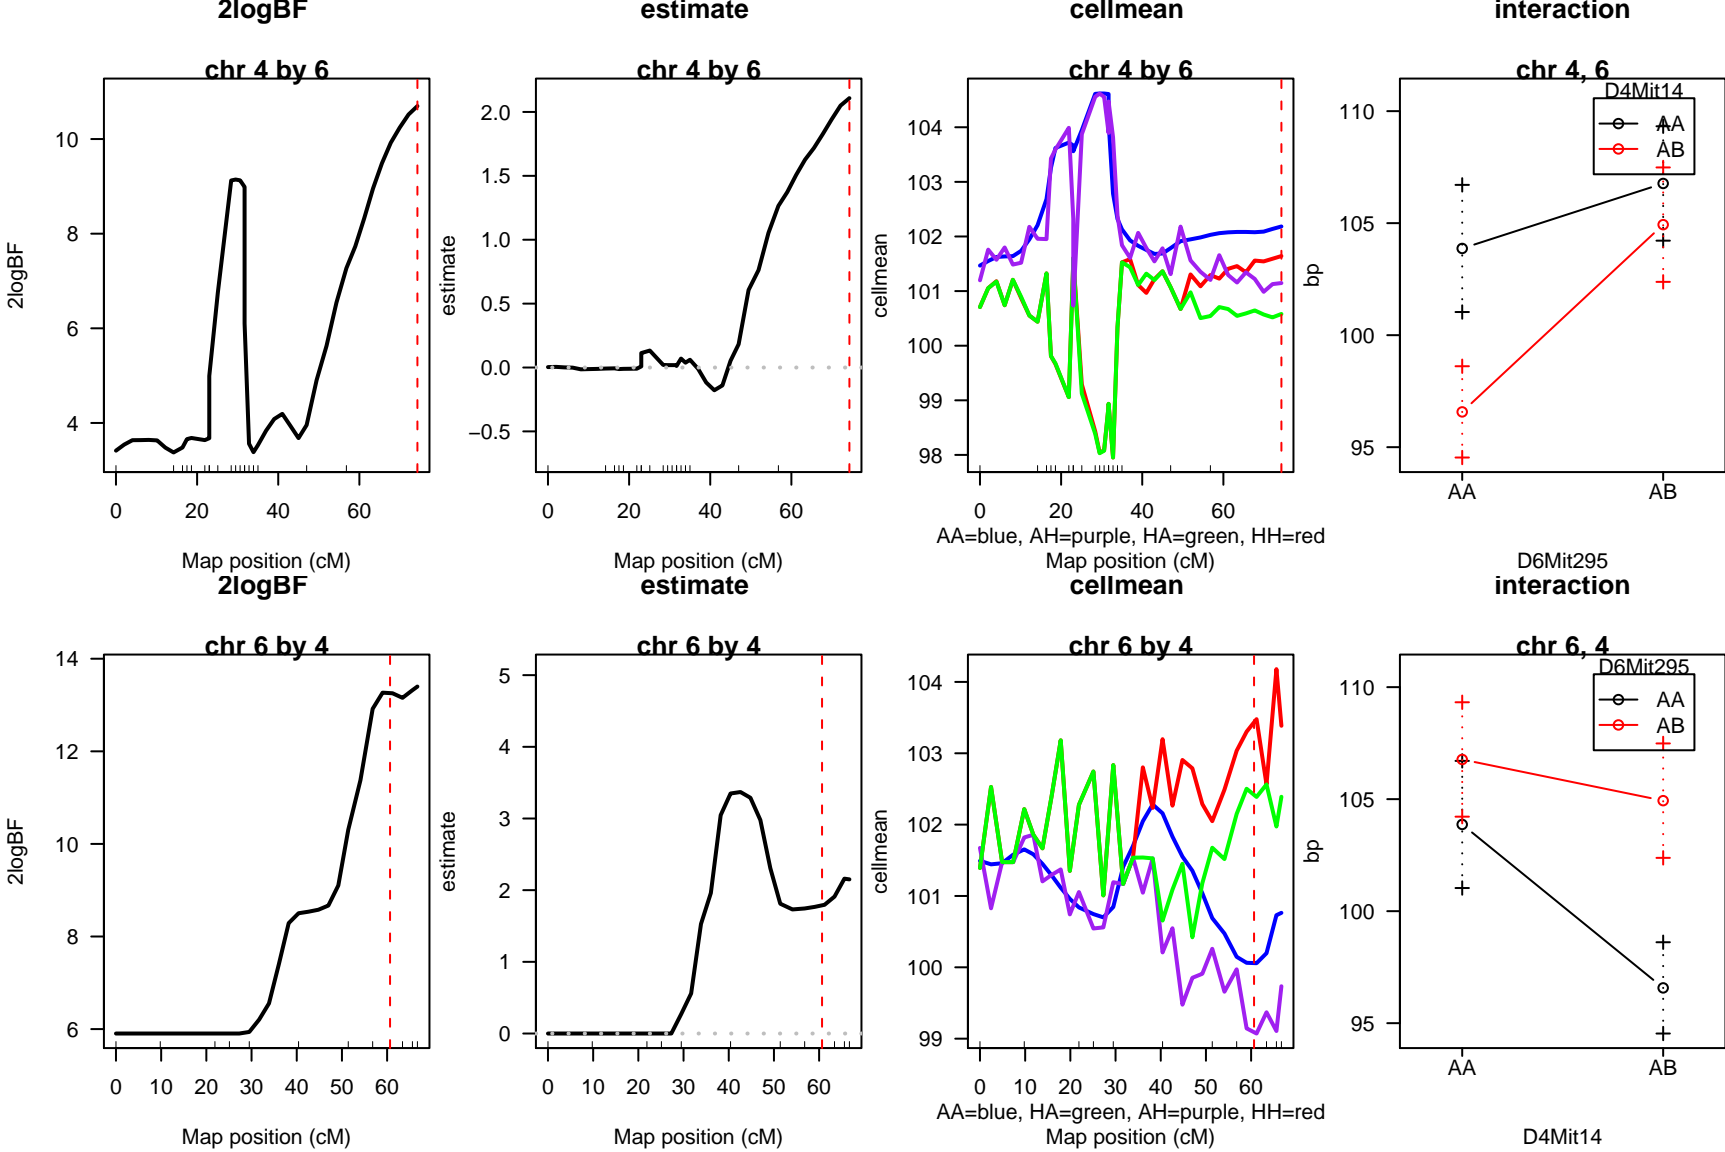 2logBF
estimate
cellmean
interaction
chr 4 by 6
chr 4 by 6
chr 4 by 6
chr 4, 6
2logBF
10
8
6
4
0
20
40
60
Map position (cM)
estimate
2.0
1.5
1.0
0.5
0.0
−0.5
0
20
40
60
Map position (cM)
cellmean
104
103
102
101
100
99
98
0
20
40
60
AA=blue, AH=purple, HA=green, HH=red
Map position (cM)
bp
110
105
100
95
D4Mit14
AA
AB
AA
AB
D6Mit295
2logBF
estimate
cellmean
interaction
chr 6 by 4
chr 6 by 4
chr 6 by 4
chr 6, 4
2logBF
14
12
10
8
6
0
10
20
30
40
50
60
Map position (cM)
estimate
5
4
3
2
1
0
0
10
20
30
40
50
60
Map position (cM)
cellmean
104
103
102
101
100
99
0
10
20
30
40
50
60
AA=blue, HA=green, AH=purple, HH=red
Map position (cM)
bp
110
105
100
95
D6Mit295
AA
AB
AA
AB
D4Mit14